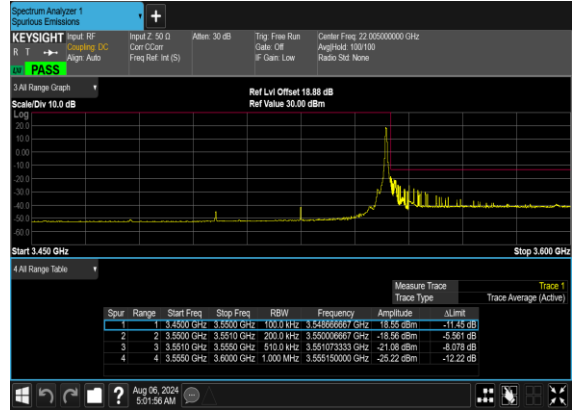 Spectrum Analyzer 1
Spurious Emissions
KEYSIGHT
R T
LW PASS
Input: RF
Coupling: DC
Align: Auto
Input Z: 50 Ω
Corr CCorr
Freq Ref: Int (S)
Atten: 30 dB
Trig: Free Run
Gate: Off
IF Gain: Low
Center Freq: 22.005000000 GHz
Avg|Hold: 100/100
Radio Std: None
3 All Range Graph
Ref Lvl Offset 18.88 dB
Scale/Div 10.0 dB
Ref Value 30.00 dBm
Log
20.0
10.0
0.00
-10.0
-20.0
-30.0
-40.0
-50.0
-60.0
Start 3.450 GHz
Stop 3.600 GHz
4 All Range Table
Measure Trace Trace 1
Trace Type Trace Average (Active)
Spur Range Start Freq Stop Freq RBW Frequency Amplitude ΔLimit
1 1 3.4500 GHz 3.5500 GHz 100.0 kHz 3.548666667 GHz 18.55 dBm -11.45 dB
2 2 3.5500 GHz 3.5510 GHz 200.0 kHz 3.550006667 GHz -18.56 dBm -5.561 dB
3 3 3.5510 GHz 3.5550 GHz 510.0 kHz 3.551073333 GHz -21.08 dBm -8.078 dB
4 4 3.5550 GHz 3.6000 GHz 1.000 MHz 3.555150000 GHz -25.22 dBm -12.22 dB
?
Aug 06, 2024
5:01:56 AM